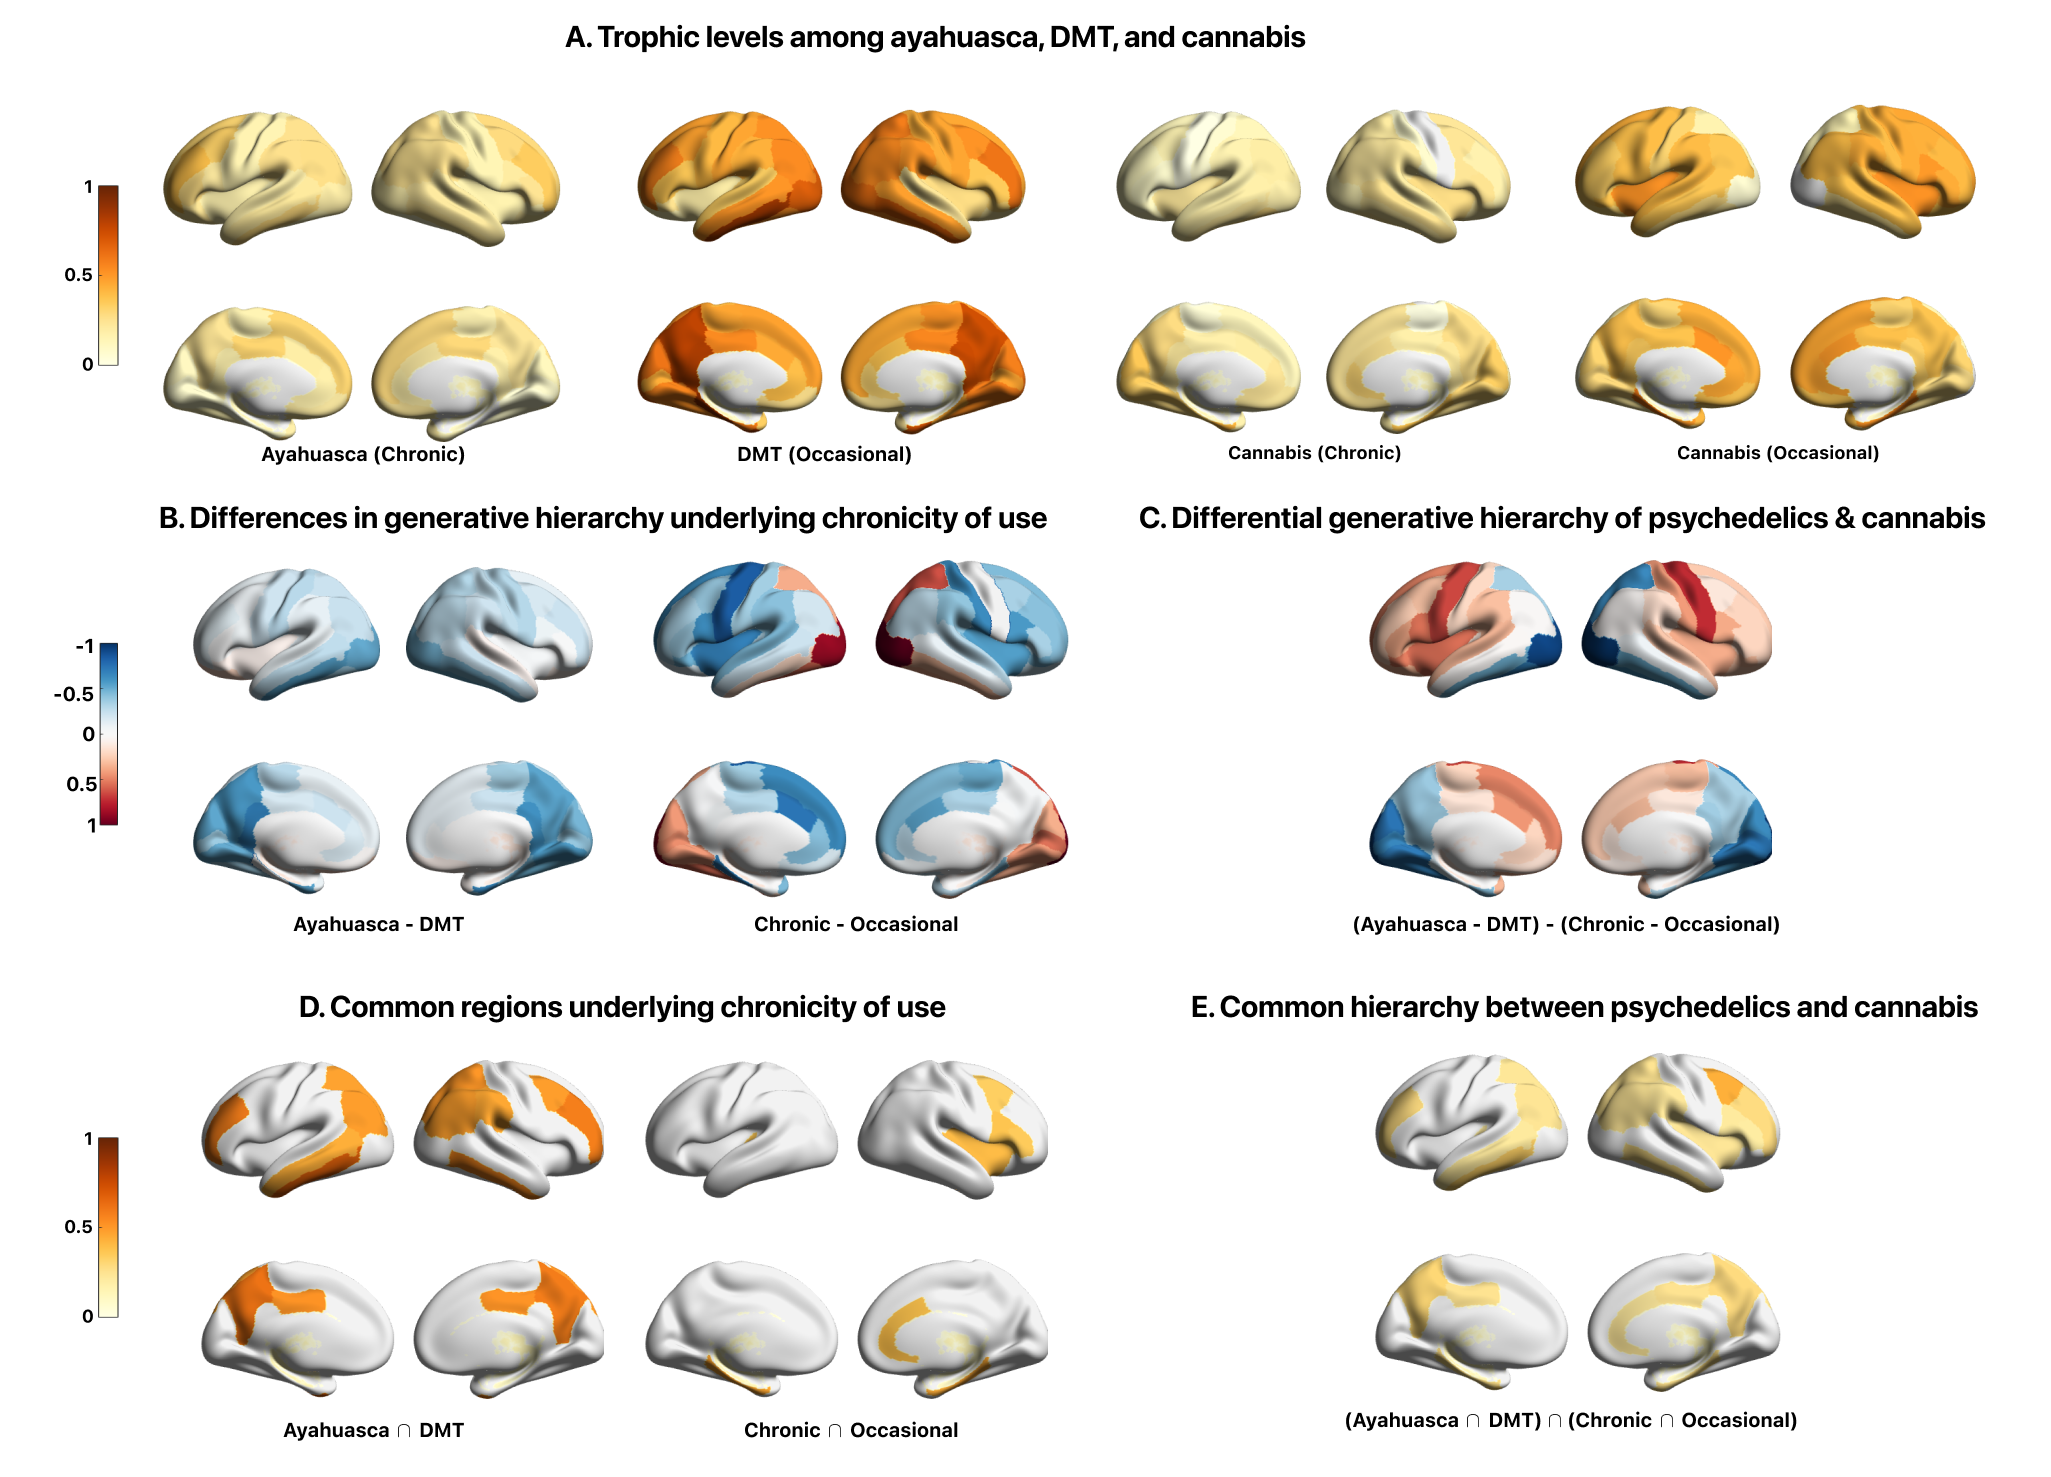 A. Trophic levels among ayahuasca, DMT, and cannabis
1
0.5
0
Ayahuasca (Chronic)
DMT (Occasional)
Cannabis (Chronic)
Cannabis (Occasional)
B. Differences in generative hierarchy underlying chronicity of use
C. Differential generative hierarchy of psychedelics & cannabis
-1
-0.5
0
0.5
1
Ayahuasca - DMT
Chronic - Occasional
(Ayahuasca - DMT) - (Chronic - Occasional)
D. Common regions underlying chronicity of use
E. Common hierarchy between psychedelics and cannabis
1
0.5
0
Ayahuasca ∩ DMT
Chronic ∩ Occasional
(Ayahuasca ∩ DMT) ∩ (Chronic ∩ Occasional)